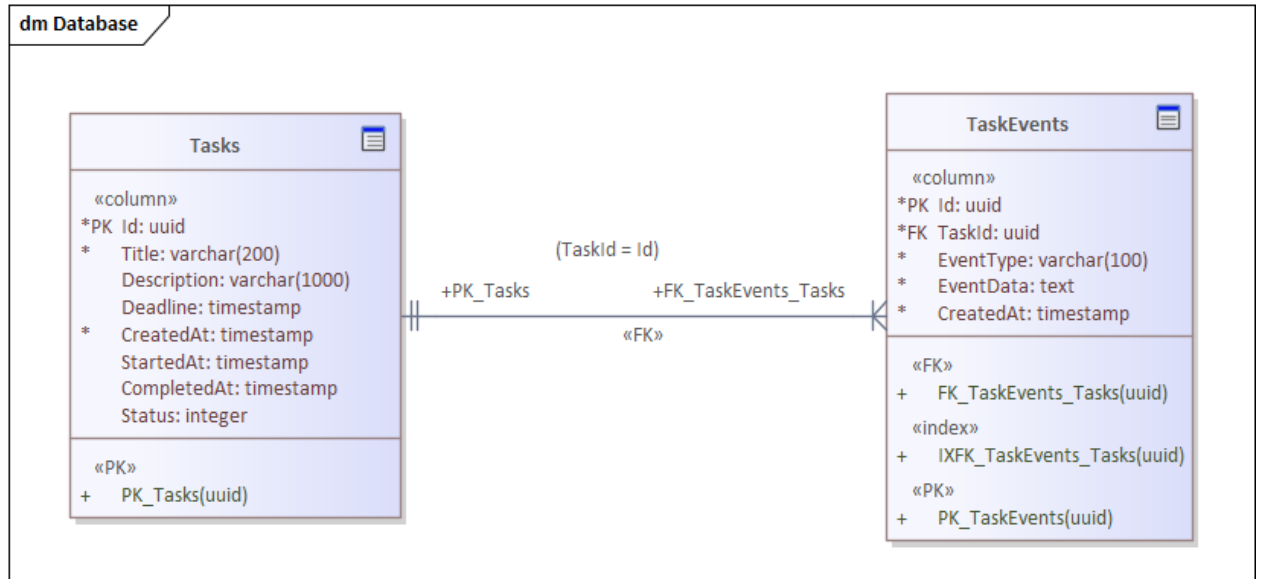 dm Database
Tasks
«column»
*PK Id: uuid
* Title: varchar(200)
Description: varchar(1000)
Deadline: timestamp
* CreatedAt: timestamp
StartedAt: timestamp
CompletedAt: timestamp
Status: integer
«PK»
+ PK_Tasks(uuid)
(TaskId = Id)
+PK_Tasks
+FK_TaskEvents_Tasks
«FK»
TaskEvents
«column»
*PK Id: uuid
*FK TaskId: uuid
* EventType: varchar(100)
* EventData: text
* CreatedAt: timestamp
«FK»
+ FK_TaskEvents_Tasks(uuid)
«index»
+ IXFK_TaskEvents_Tasks(uuid)
«PK»
+ PK_TaskEvents(uuid)